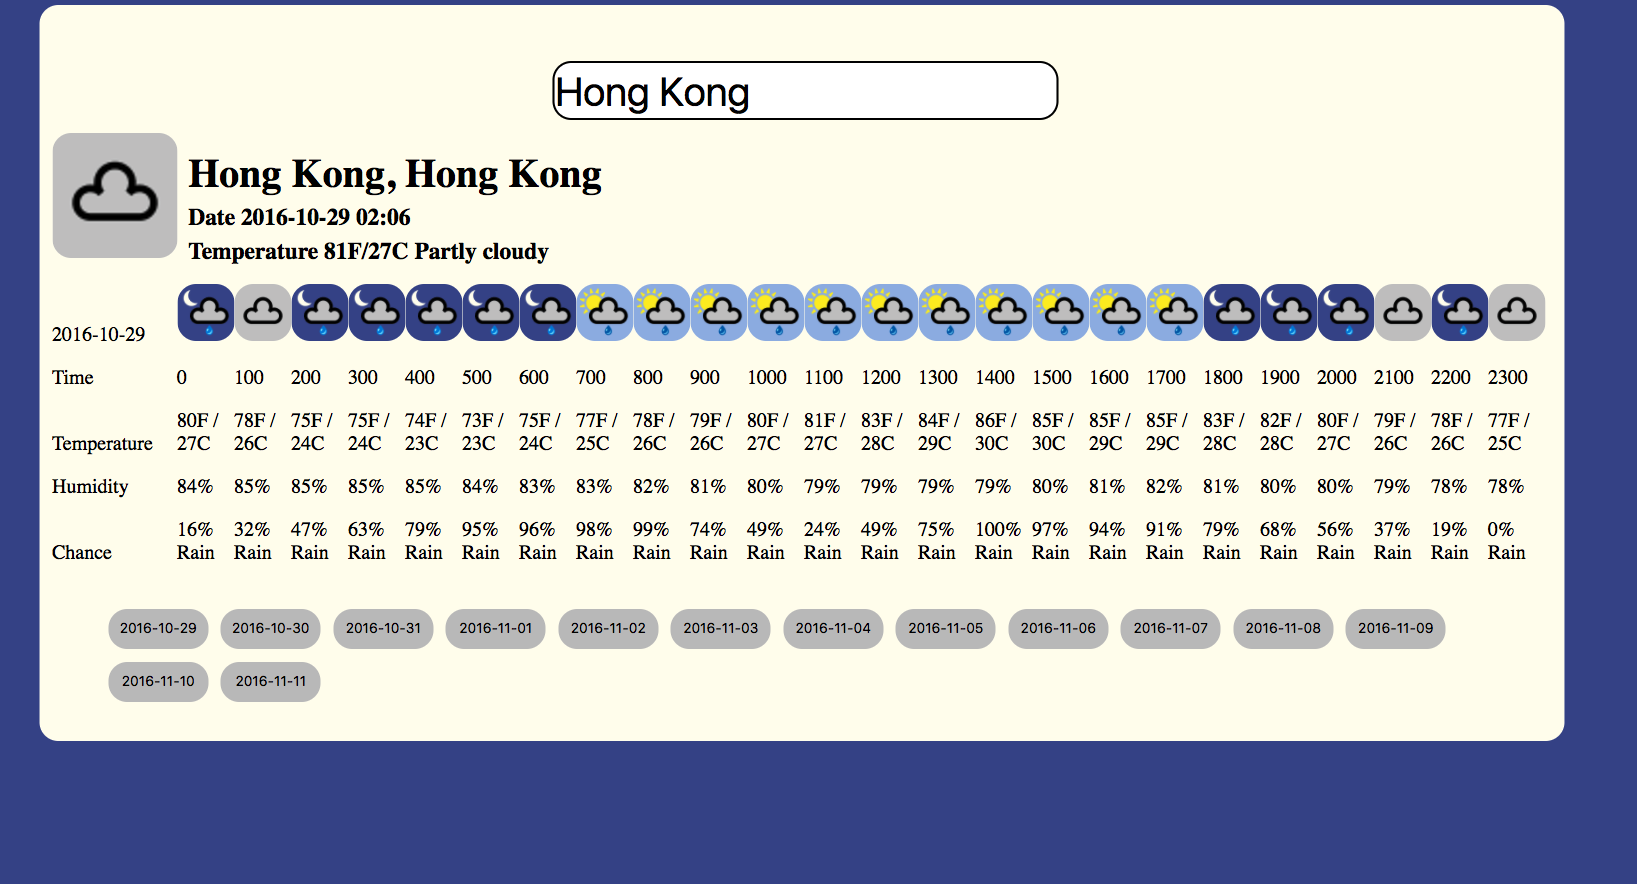 Hong Kong
Hong Kong, Hong Kong
Date 2016-10-29 02:06
Temperature 81F/27C Partly cloudy
2016-10-29
Time 0 100 200 300 400 500 600 700 800 900 1000 1100 1200 1300 1400 1500 1600 1700 1800 1900 2000 2100 2200 2300
80F / 78F / 75F / 75F / 74F / 73F / 75F / 77F / 78F / 79F / 80F / 81F / 83F / 84F / 86F / 85F / 85F / 85F / 83F / 82F / 80F / 79F / 78F / 77F /
Temperature 27C 26C 24C 24C 23C 23C 24C 25C 26C 26C 27C 27C 28C 29C 30C 30C 29C 29C 28C 28C 27C 26C 26C 25C
Humidity 84% 85% 85% 85% 85% 84% 83% 83% 82% 81% 80% 79% 79% 79% 79% 80% 81% 82% 81% 80% 80% 79% 78% 78%
16% 32% 47% 63% 79% 95% 96% 98% 99% 74% 49% 24% 49% 75% 100% 97% 94% 91% 79% 68% 56% 37% 19% 0%
Chance Rain Rain Rain Rain Rain Rain Rain Rain Rain Rain Rain Rain Rain Rain Rain Rain Rain Rain Rain Rain Rain Rain Rain Rain
2016-10-29 2016-10-30 2016-10-31 2016-11-01 2016-11-02 2016-11-03 2016-11-04 2016-11-05 2016-11-06 2016-11-07 2016-11-08 2016-11-09
2016-11-10 2016-11-11